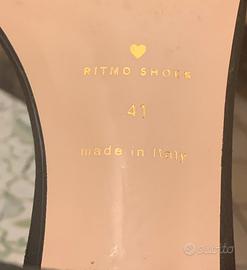 RITMO SHOES
41
made in Italy
subito